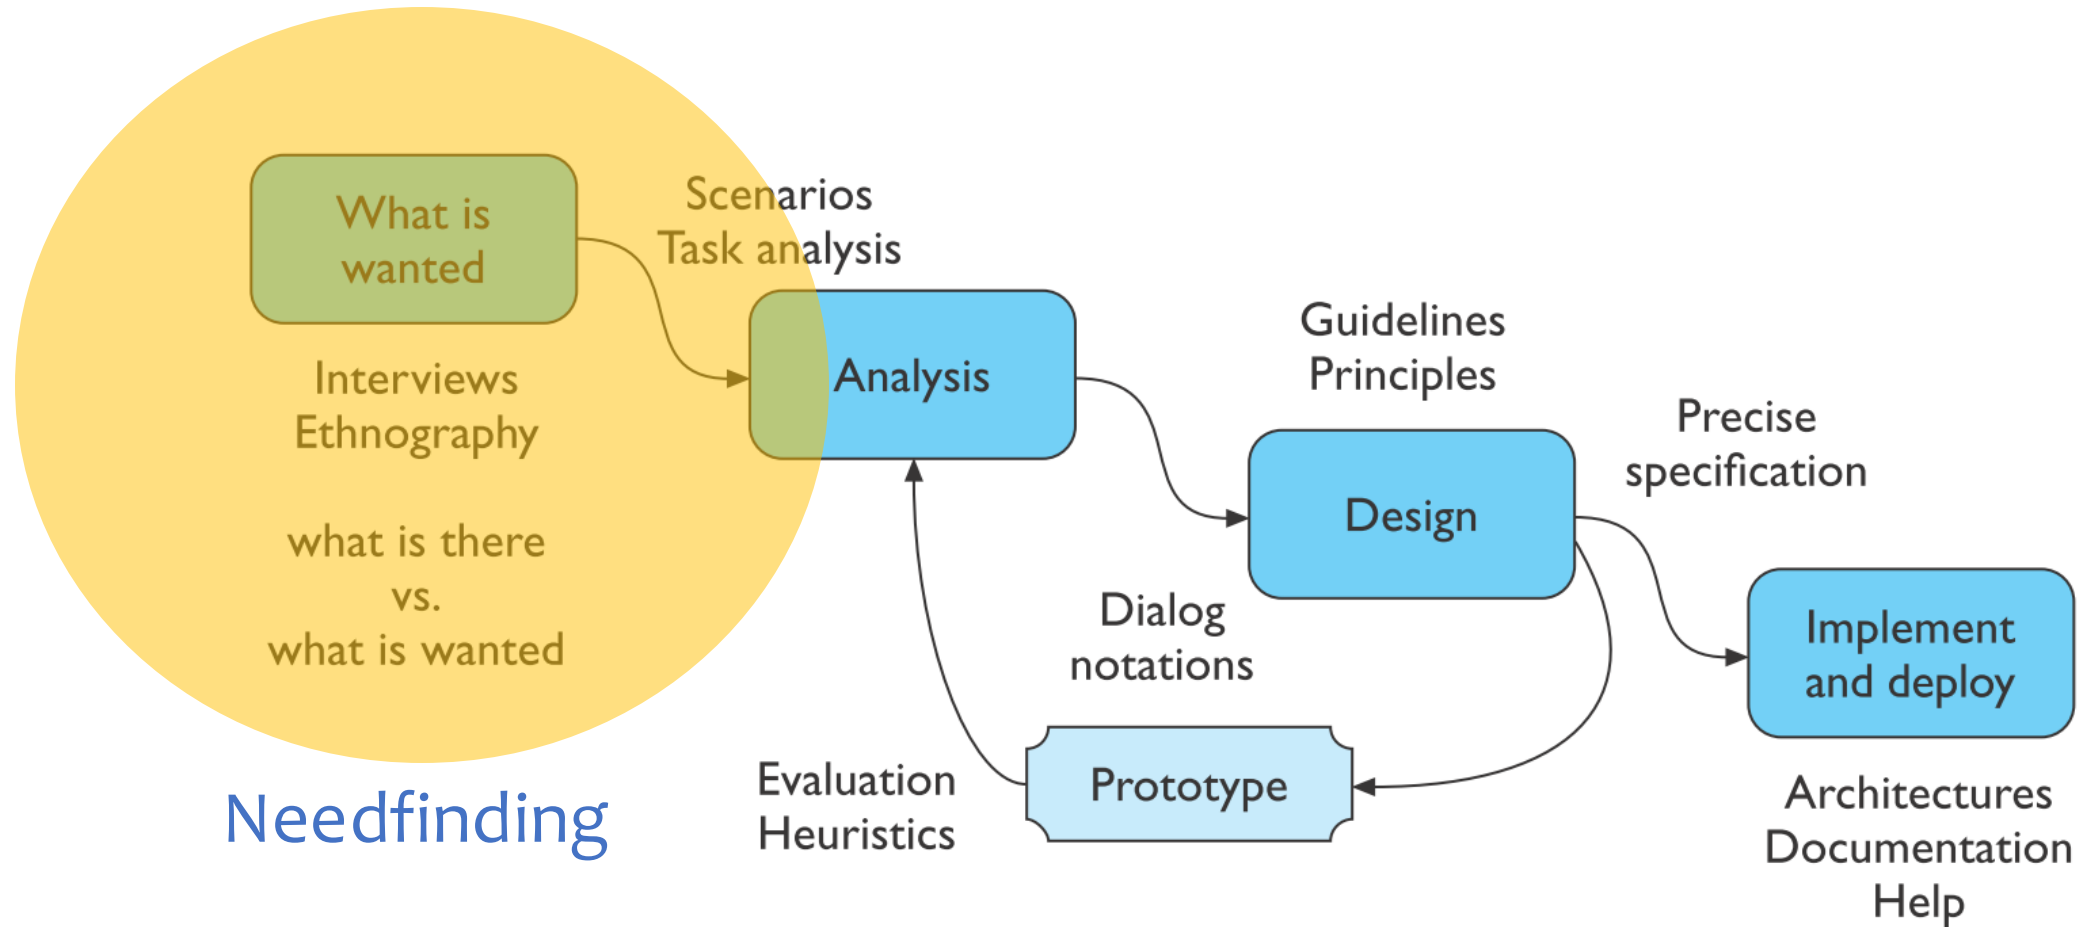 What is
wanted
Interviews
Ethnography
what is there
vs.
what is wanted
Needfinding
Scenarios
Task analysis
Analysis
Guidelines
Principles
Design
Precise
specification
Implement
and deploy
Architectures
Documentation
Help
Dialog
notations
Prototype
Evaluation
Heuristics